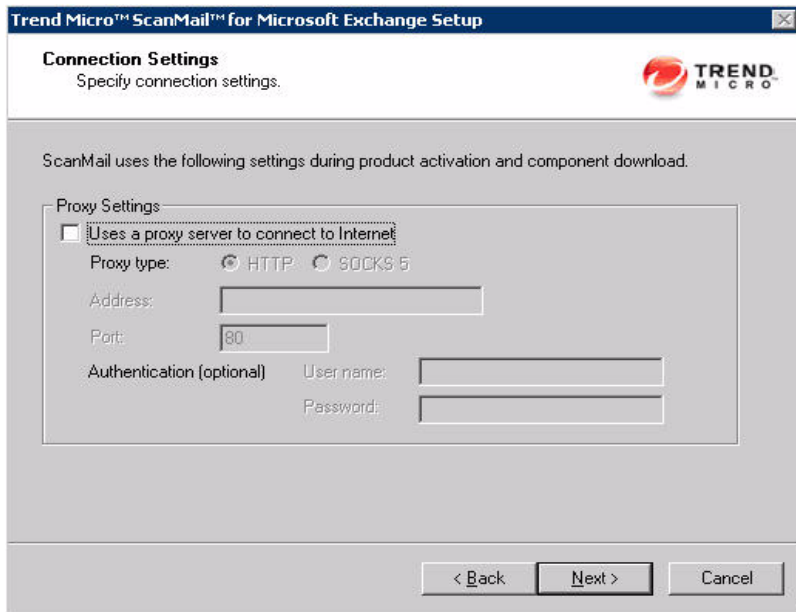 Trend Micro™ ScanMail™ for Microsoft Exchange Setup
Connection Settings
Specify connection settings.
TREND
MICRO™
ScanMail uses the following settings during product activation and component download.
Proxy Settings
Uses a proxy server to connect to Internet
Proxy type: HTTP SOCKS 5
Address:
Port: 80
Authentication (optional) User name:
Password:
< Back Next > Cancel